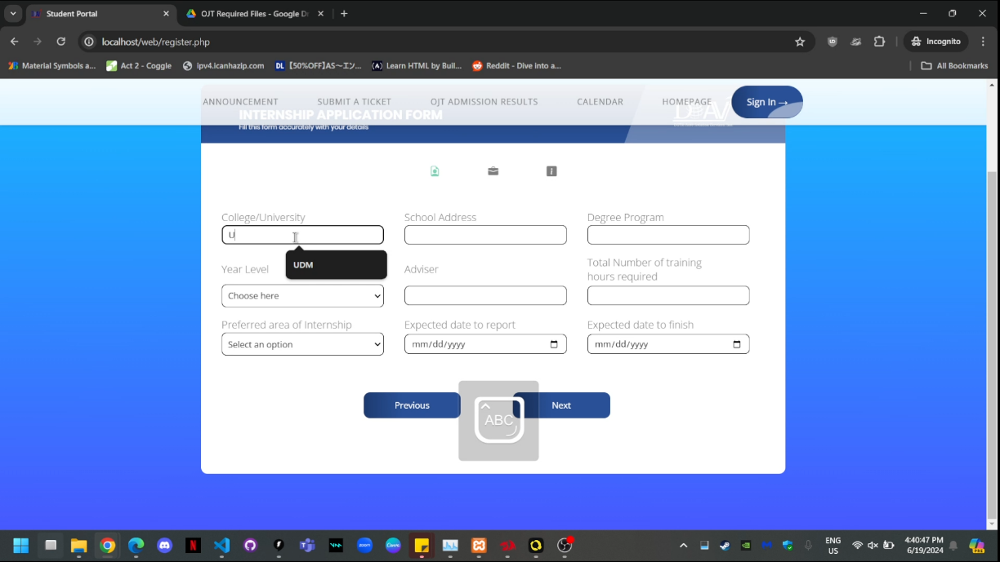 Student Portal
OJT Required Files - Google D
localhost/web/register.php
Incognito
Material Symbols a...
Act 2 - Coggle
ipv4.icanhazip.com
DL 【50%OFF】AS～エン...
(A) Learn HTML by Buil...
Reddit - Dive into a...
All Bookmarks
ANNOUNCEMENT
SUBMIT A TICKET
OJT ADMISSION RESULTS
CALENDAR
HOMEPAGE
Sign In →
INTERNSHIP APPLICATION FORM
Fill this form accurately with your details
College/University
School Address
Degree Program
U
UDM
Year Level
Adviser
Total Number of training
hours required
Choose here
Preferred area of Internship
Expected date to report
Expected date to finish
Select an option
mm/dd/yyyy
mm/dd/yyyy
Previous
Next
ABC
ENG
US
4:40:47 PM
6/19/2024